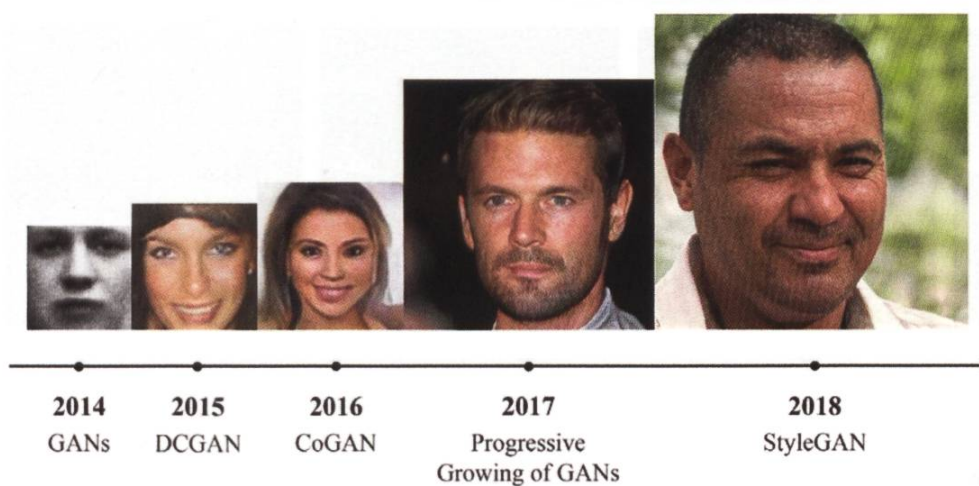 2014 2015 2016 2017 2018
GANs DCGAN CoGAN Progressive StyleGAN
Growing of GANs